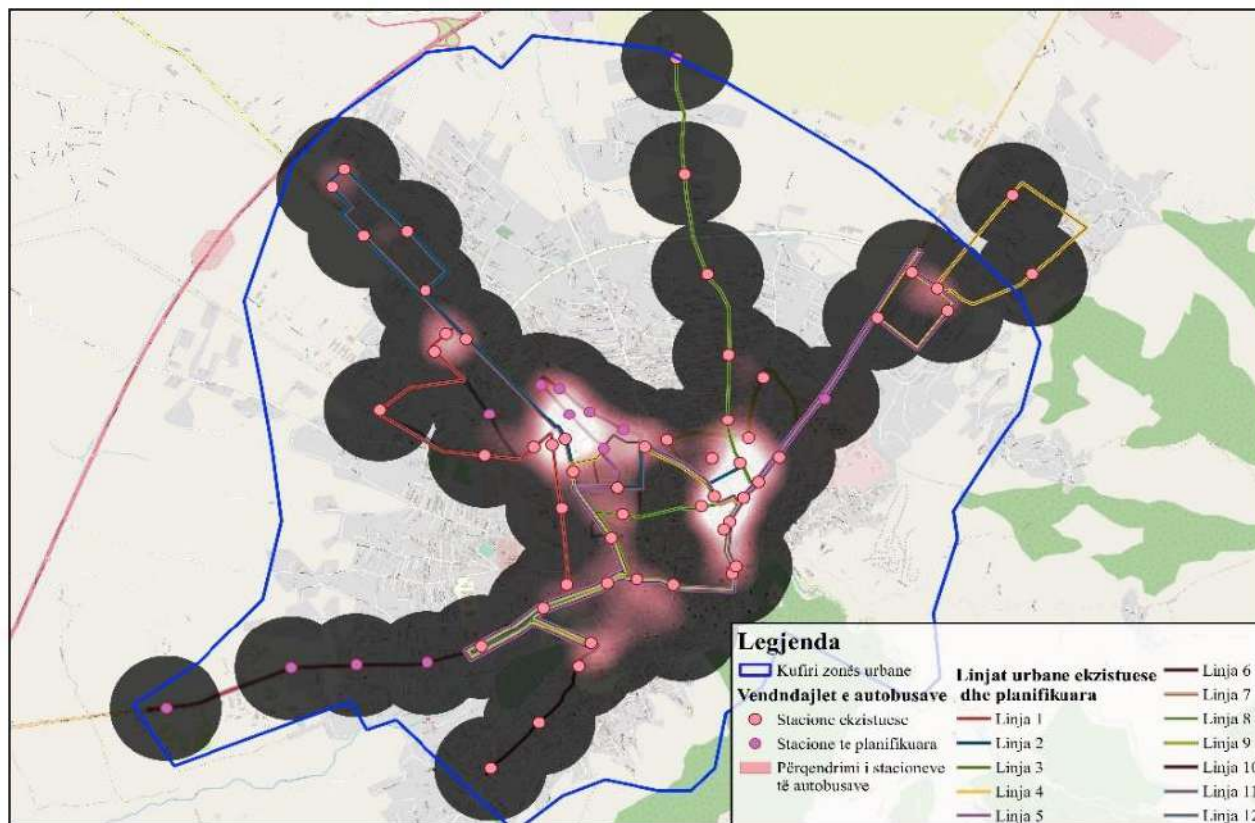 Legjenda
Kufiri zonës urbane
Vendndajlet e autobusave
Stacione ekzistuese
Stacione te planifikuara
Përqendrimi i stacioneve
të autobusave
Linjat urbane ekzistuese
dhe planifikuara
Linja 1
Linja 2
Linja 3
Linja 4
Linja 5
Linja 6
Linja 7
Linja 8
Linja 9
Linja 10
Linja 11
Linja 12